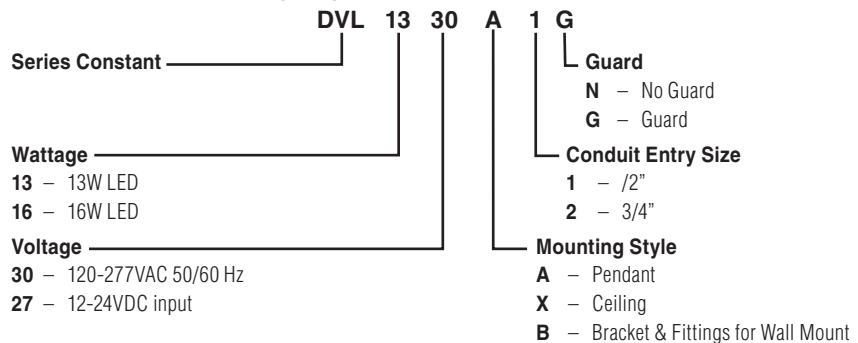 DVL 13 30 A 1 G
Series Constant
Guard
N – No Guard
G – Guard
Wattage
13 – 13W LED
16 – 16W LED
Conduit Entry Size
1 – /2"
2 – 3/4"
Voltage
30 – 120-277VAC 50/60 Hz
27 – 12-24VDC input
Mounting Style
A – Pendant
X – Ceiling
B – Bracket & Fittings for Wall Mount